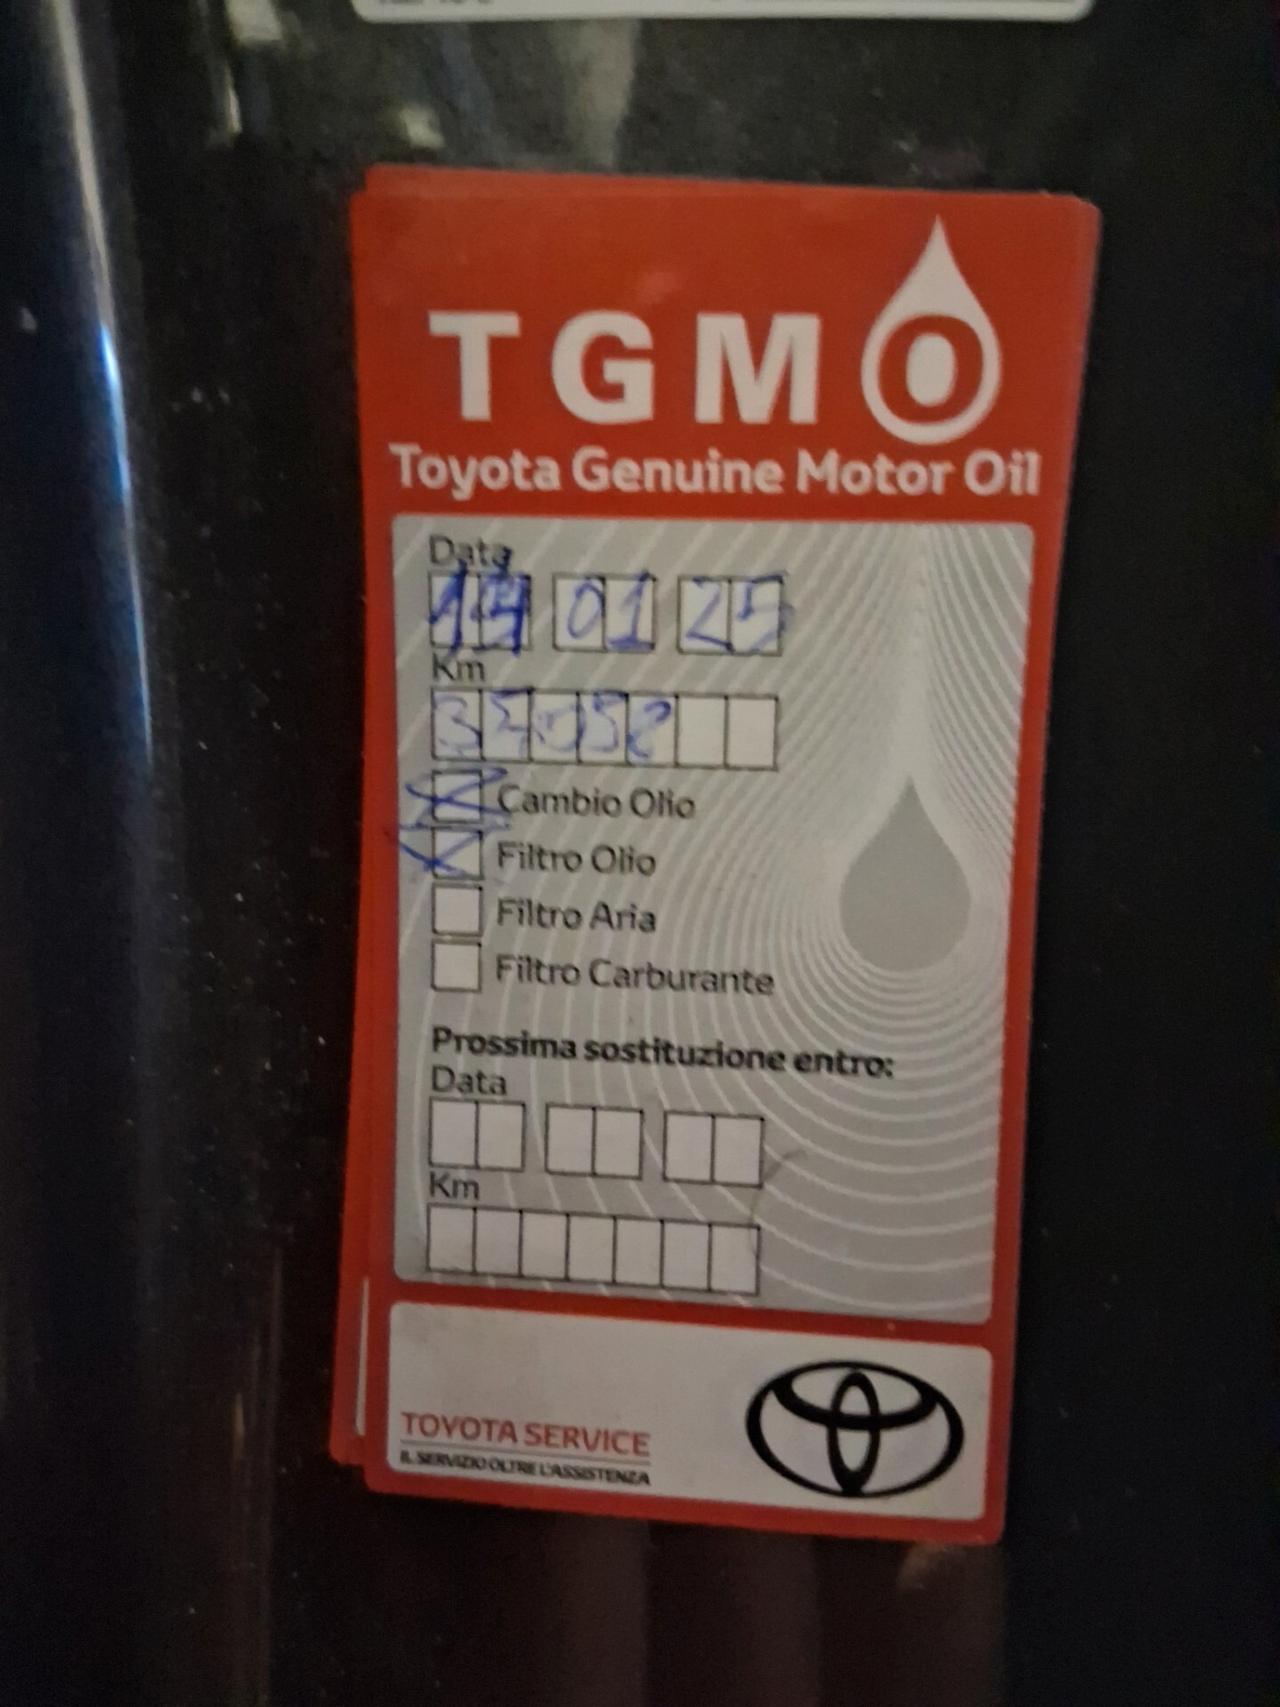 TGMO
Toyota Genuine Motor Oil
Data
14 01 25
Km
Cambio Olio
Filtro Olio
Filtro Aria
Filtro Carburante
Prossima sostituzione entro:
Data
Km
TOYOTA SERVICE
IL SERVIZIO OLTRE L'ASSISTENZA